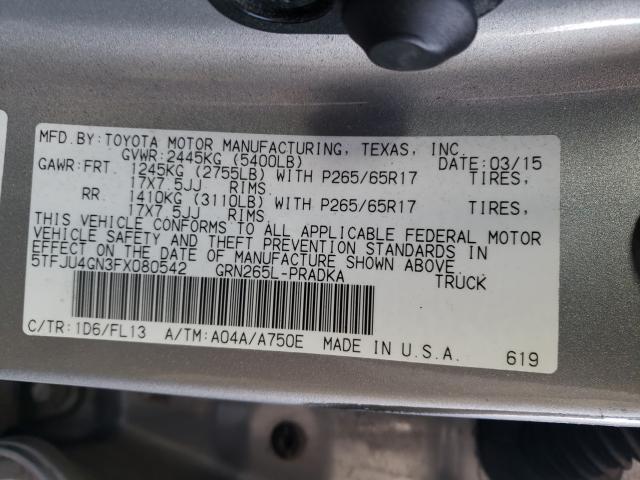 MFD.BY:TOYOTA MOTOR MANUFACTURING, TEXAS, INC.
GVWR:2445KG (5400LB) DATE:03/15
GAWR:FRT 1245KG (2755LB) WITH P265/65R17 TIRES,
17X7.5JJ RIMS
RR 1410KG (3110LB) WITH P265/65R17 TIRES,
17X7.5JJ RIMS.
THIS VEHICLE CONFORMS TO ALL APPLICABLE FEDERAL MOTOR
VEHICLE SAFETY AND THEFT PREVENTION STANDARDS IN
EFFECT ON THE DATE OF MANUFACTURE SHOWN ABOVE.
5TFJU4GN3FX080542 GRN265L-PRADKA TRUCK
C/TR:1D6/FL13 A/TM:A04A/A750E MADE IN U.S.A. 619